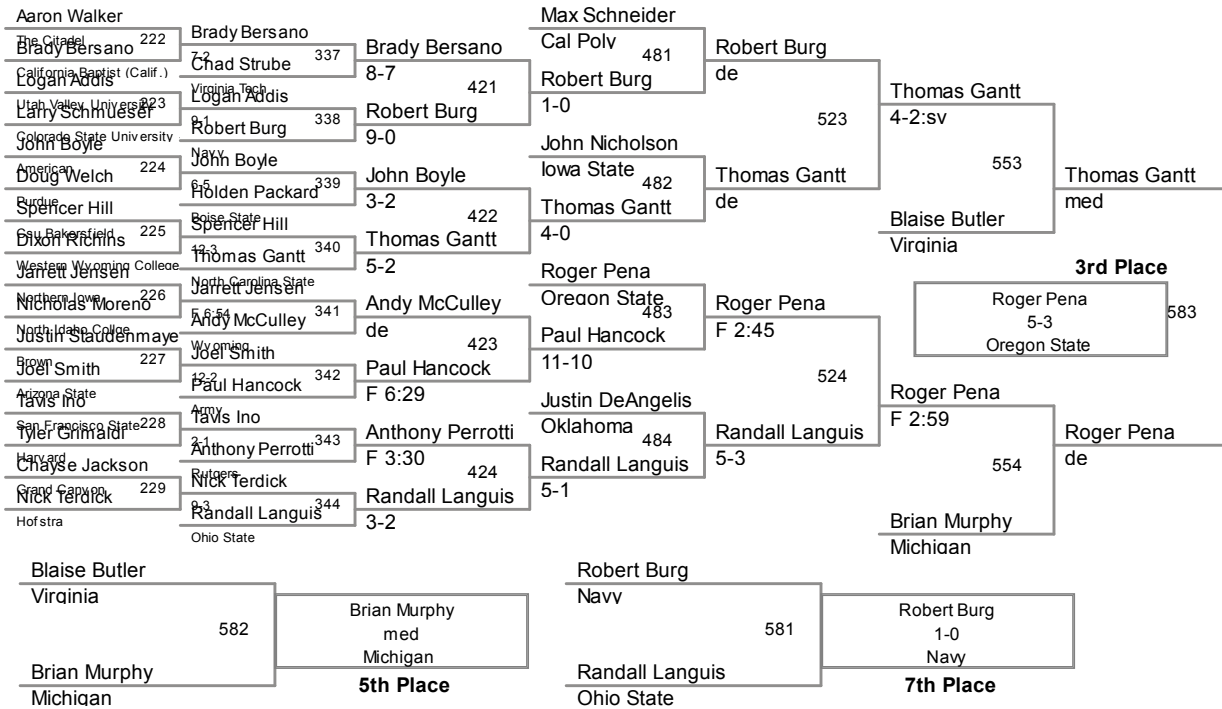 Aaron Walker
The Citadel
222
Brady Bersano
California Baptist (Calif.)
Logan Addis
Utah Valley University
223
Larry Schmueser
Colorado State University
John Boyle
American
224
Doug Welch
Purdue
Spencer Hill
Csu Bakersfield
225
Dixon Richins
Western Wyoming College
Jarrett Jensen
Northern Iowa
226
Nicholas Moreno
North Idaho Collge
Justin Staudenmaye
Brown
227
Joel Smith
Arizona State
Tavis Ino
San Francisco State
228
Tyler Grimaldi
Harvard
Chayse Jackson
Grand Canyon
229
Nick Terdick
Hofstra
Brady Bersano
7-2
337
Chad Strube
Virginia Tech
Logan Addis
9-1
338
Robert Burg
Navy
John Boyle
6-5
339
Holden Packard
Boise State
Spencer Hill
12-3
340
Thomas Gantt
North Carolina State
Jarrett Jensen
F 6:54
341
Andy McCulley
Wyoming
Joel Smith
12-2
342
Paul Hancock
Army
Tavis Ino
2-1
343
Anthony Perrotti
Rutgers
Nick Terdick
9-3
344
Randall Languis
Ohio State
Brady Bersano
8-7
421
Robert Burg
9-0
John Boyle
3-2
422
Thomas Gantt
5-2
Andy McCulley
de
423
Paul Hancock
F 6:29
Anthony Perrotti
F 3:30
424
Randall Languis
3-2
Max Schneider
Cal Poly
481
Robert Burg
1-0
John Nicholson
Iowa State
482
Thomas Gantt
4-0
Roger Pena
Oregon State
483
Paul Hancock
11-10
Justin DeAngelis
Oklahoma
484
Randall Languis
5-1
Robert Burg
de
523
Thomas Gantt
de
Roger Pena
F 2:45
524
Randall Languis
5-3
Thomas Gantt
4-2:sv
553
Blaise Butler
Virginia
Roger Pena
F 2:59
554
Brian Murphy
Michigan
Thomas Gantt
med
3rd Place
Roger Pena
5-3
Oregon State
583
Roger Pena
de
Blaise Butler
Virginia
582
Brian Murphy
Michigan
Brian Murphy
med
Michigan
5th Place
Robert Burg
Navy
581
Randall Languis
Ohio State
Robert Burg
1-0
Navy
7th Place